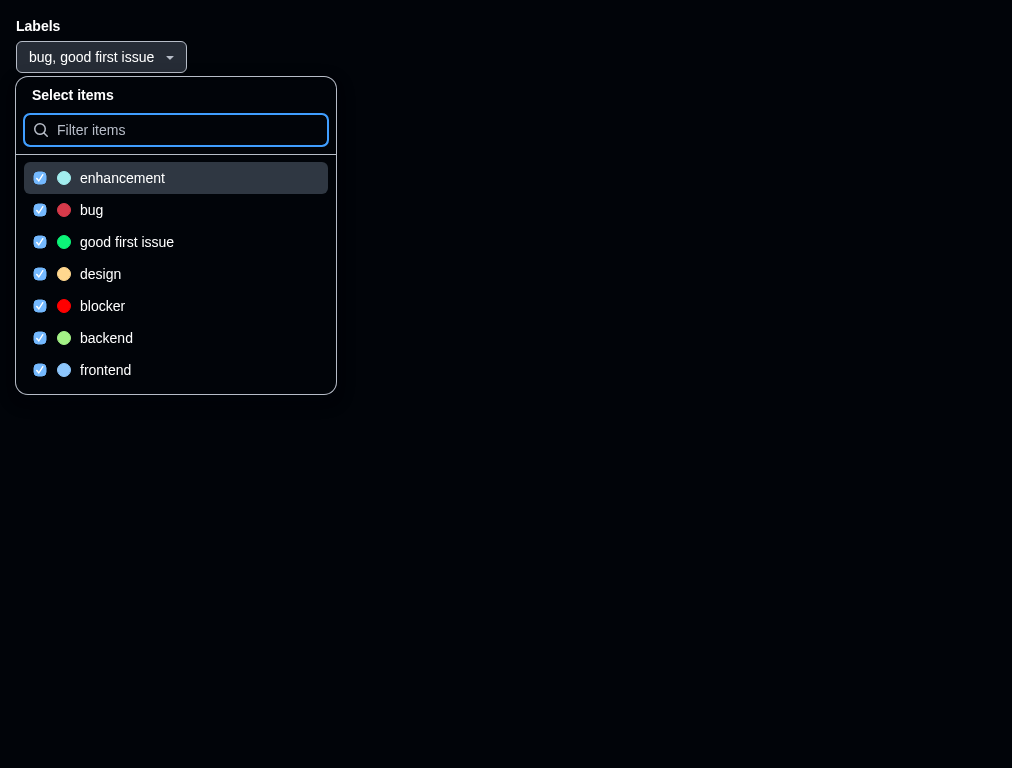 Labels
bug, good first issue
Select items
Filter items
enhancement
bug
good first issue
design
blocker
backend
frontend